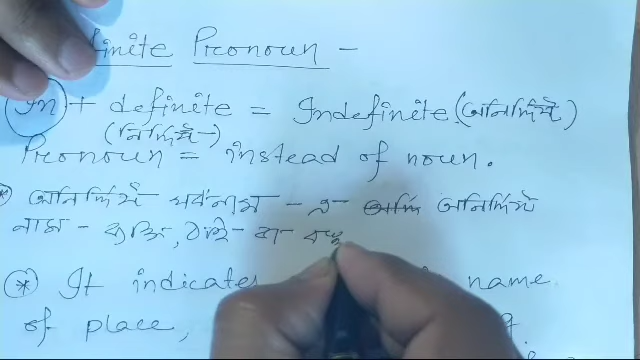 finite Pronoun -
In + definite = Indefinite (অনির্দিষ্ট)
(নির্দিষ্ট)
Pronoun = instead of noun.
* অনির্দিষ্ট সর্বনাম - অনির্দিষ্ট
নাম - ব্যক্তি, বা বস্তু
* It indicates name
of place,